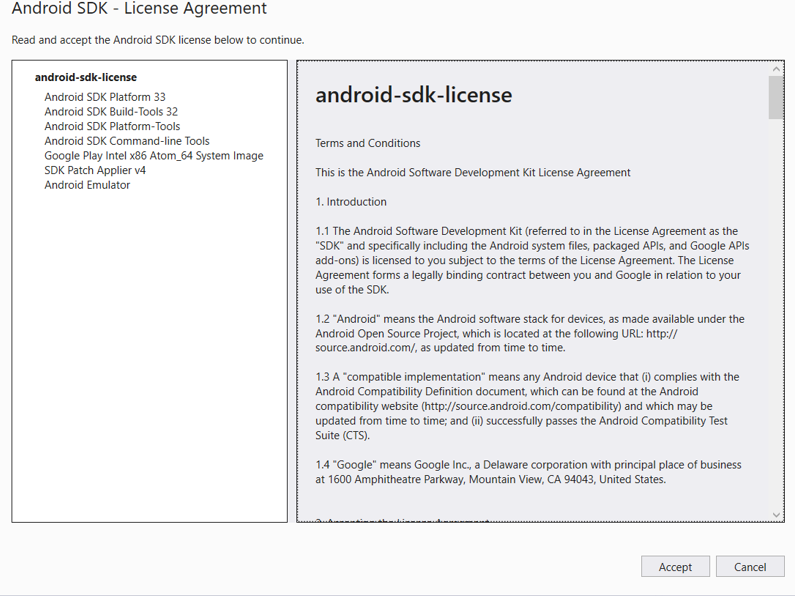 Android SDK - License Agreement
Read and accept the Android SDK license below to continue.
android-sdk-license
Android SDK Platform 33
Android SDK Build-Tools 32
Android SDK Platform-Tools
Android SDK Command-line Tools
Google Play Intel x86 Atom_64 System Image
SDK Patch Applier v4
Android Emulator
android-sdk-license
Terms and Conditions
This is the Android Software Development Kit License Agreement
1. Introduction
1.1 The Android Software Development Kit (referred to in the License Agreement as the
"SDK" and specifically including the Android system files, packaged APIs, and Google APIs
add-ons) is licensed to you subject to the terms of the License Agreement. The License
Agreement forms a legally binding contract between you and Google in relation to your
use of the SDK.
1.2 "Android" means the Android software stack for devices, as made available under the
Android Open Source Project, which is located at the following URL: http://
source.android.com/, as updated from time to time.
1.3 A "compatible implementation" means any Android device that (i) complies with the
Android Compatibility Definition document, which can be found at the Android
compatibility website (http://source.android.com/compatibility) and which may be
updated from time to time; and (ii) successfully passes the Android Compatibility Test
Suite (CTS).
1.4 "Google" means Google Inc., a Delaware corporation with principal place of business
at 1600 Amphitheatre Parkway, Mountain View, CA 94043, United States.
2. Accepting the License Agreement
Accept
Cancel